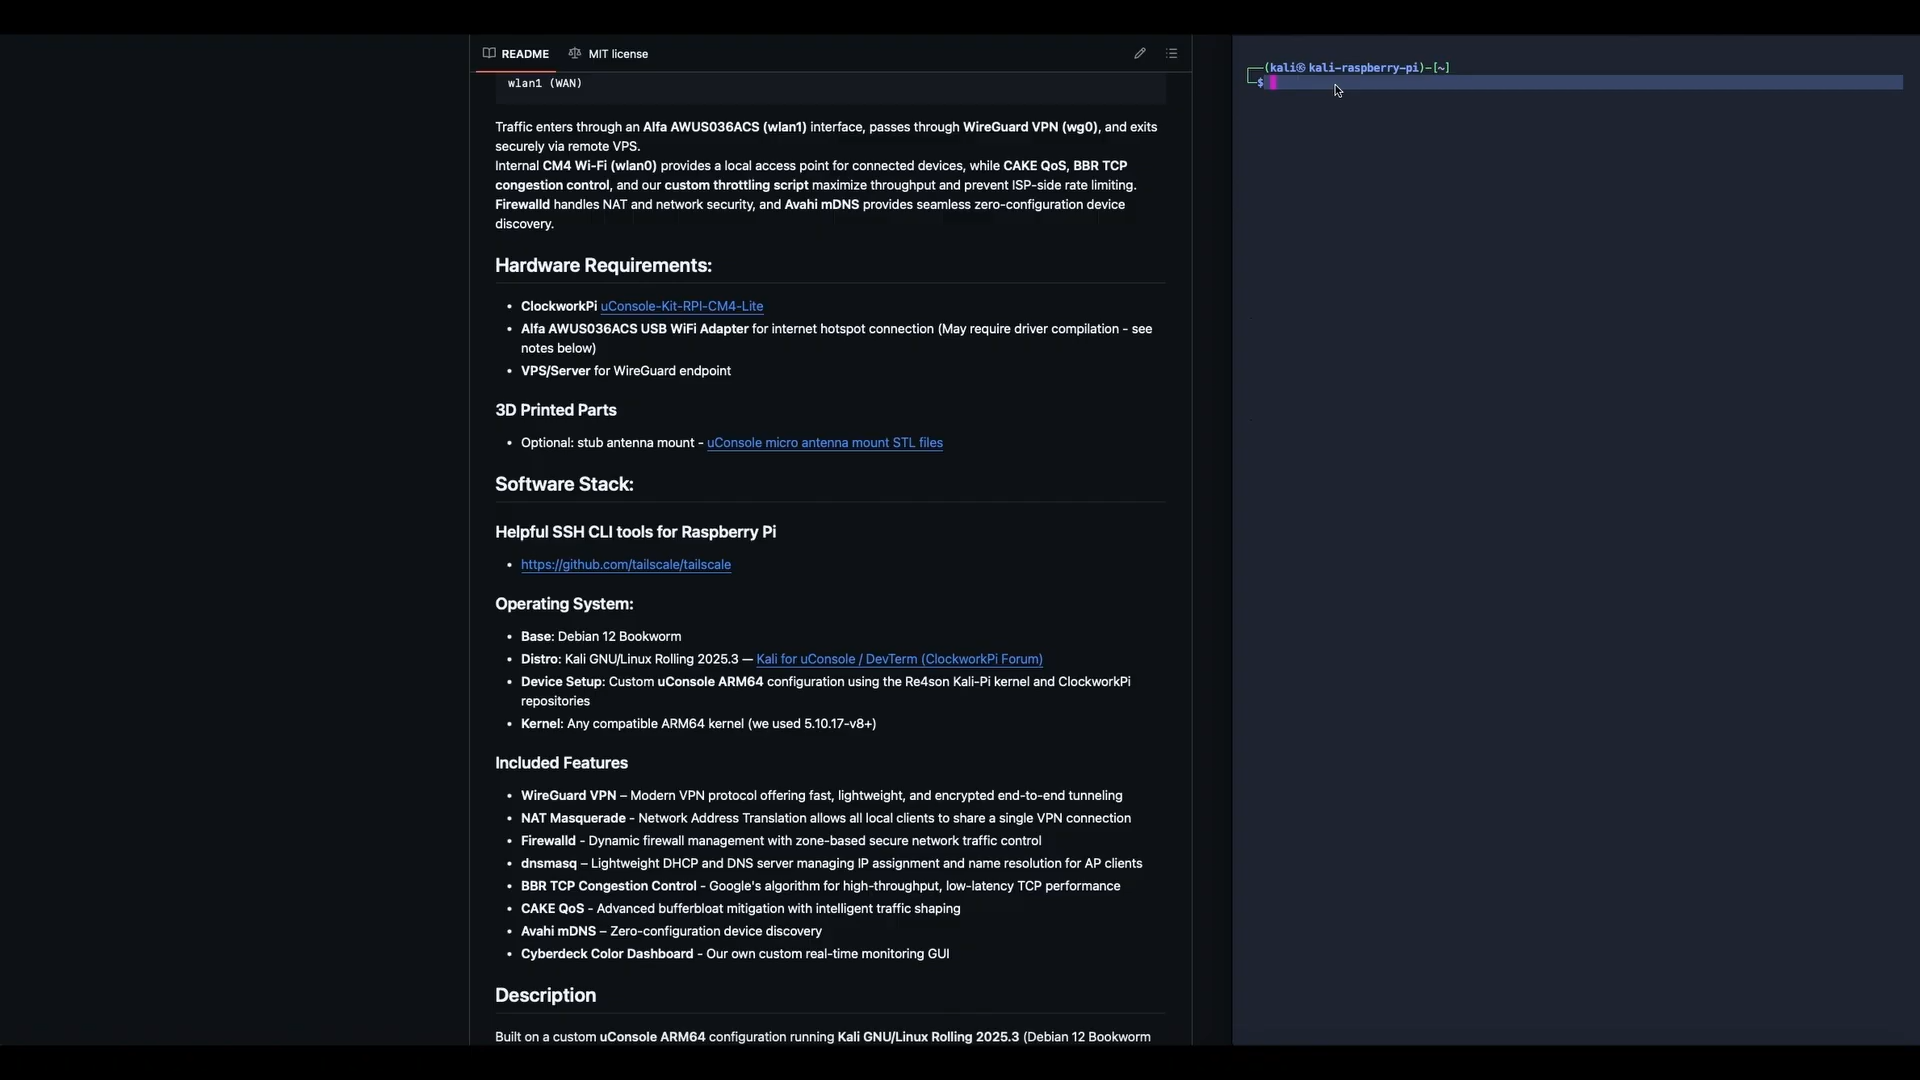 README
MIT license
wlan1 (WAN)
Traffic enters through an Alfa AWUS036ACS (wlan1) interface, passes through WireGuard VPN (wg0), and exits
securely via remote VPS.
Internal CM4 Wi-Fi (wlan0) provides a local access point for connected devices, while CAKE QoS, BBR TCP
congestion control, and our custom throttling script maximize throughput and prevent ISP-side rate limiting.
Firewalld handles NAT and network security, and Avahi mDNS provides seamless zero-configuration device
discovery.
Hardware Requirements:
• ClockworkPi uConsole-Kit-RPI-CM4-Lite
• Alfa AWUS036ACS USB WiFi Adapter for internet hotspot connection (May require driver compilation - see
notes below)
• VPS/Server for WireGuard endpoint
3D Printed Parts
• Optional: stub antenna mount - uConsole micro antenna mount STL files
Software Stack:
Helpful SSH CLI tools for Raspberry Pi
• https://github.com/tailscale/tailscale
Operating System:
• Base: Debian 12 Bookworm
• Distro: Kali GNU/Linux Rolling 2025.3 — Kali for uConsole / DevTerm (ClockworkPi Forum)
• Device Setup: Custom uConsole ARM64 configuration using the Re4son Kali-Pi kernel and ClockworkPi
repositories
• Kernel: Any compatible ARM64 kernel (we used 5.10.17-v8+)
Included Features
• WireGuard VPN – Modern VPN protocol offering fast, lightweight, and encrypted end-to-end tunneling
• NAT Masquerade - Network Address Translation allows all local clients to share a single VPN connection
• Firewalld - Dynamic firewall management with zone-based secure network traffic control
• dnsmasq – Lightweight DHCP and DNS server managing IP assignment and name resolution for AP clients
• BBR TCP Congestion Control - Google's algorithm for high-throughput, low-latency TCP performance
• CAKE QoS - Advanced bufferbloat mitigation with intelligent traffic shaping
• Avahi mDNS – Zero-configuration device discovery
• Cyberdeck Color Dashboard - Our own custom real-time monitoring GUI
Description
Built on a custom uConsole ARM64 configuration running Kali GNU/Linux Rolling 2025.3 (Debian 12 Bookworm
┌──(kali㉿kali-raspberry-pi)-[~]
└─$